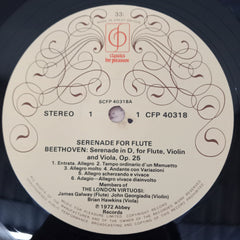 33
classics
for pleasure
SCFP 40318A
STEREO 1 1 CFP 40318
SERENADE FOR FLUTE
BEETHOVEN: Serenade in D, for Flute, Violin
and Viola, Op. 25
1. Entrata. Allegro 2. Tempo ordinario d'un Menuetto
3. Allegro molto 4. Andante con Variazioni
5. Allegro scherzando e vivace
6. Adagio—Allegro vivace disinvolto
Members of
THE LONDON VIRTUOSI:
James Galway (Flute) John Georgiadis (Violin)
Brian Hawkins (Viola)
℗ 1972 Abbey
Records